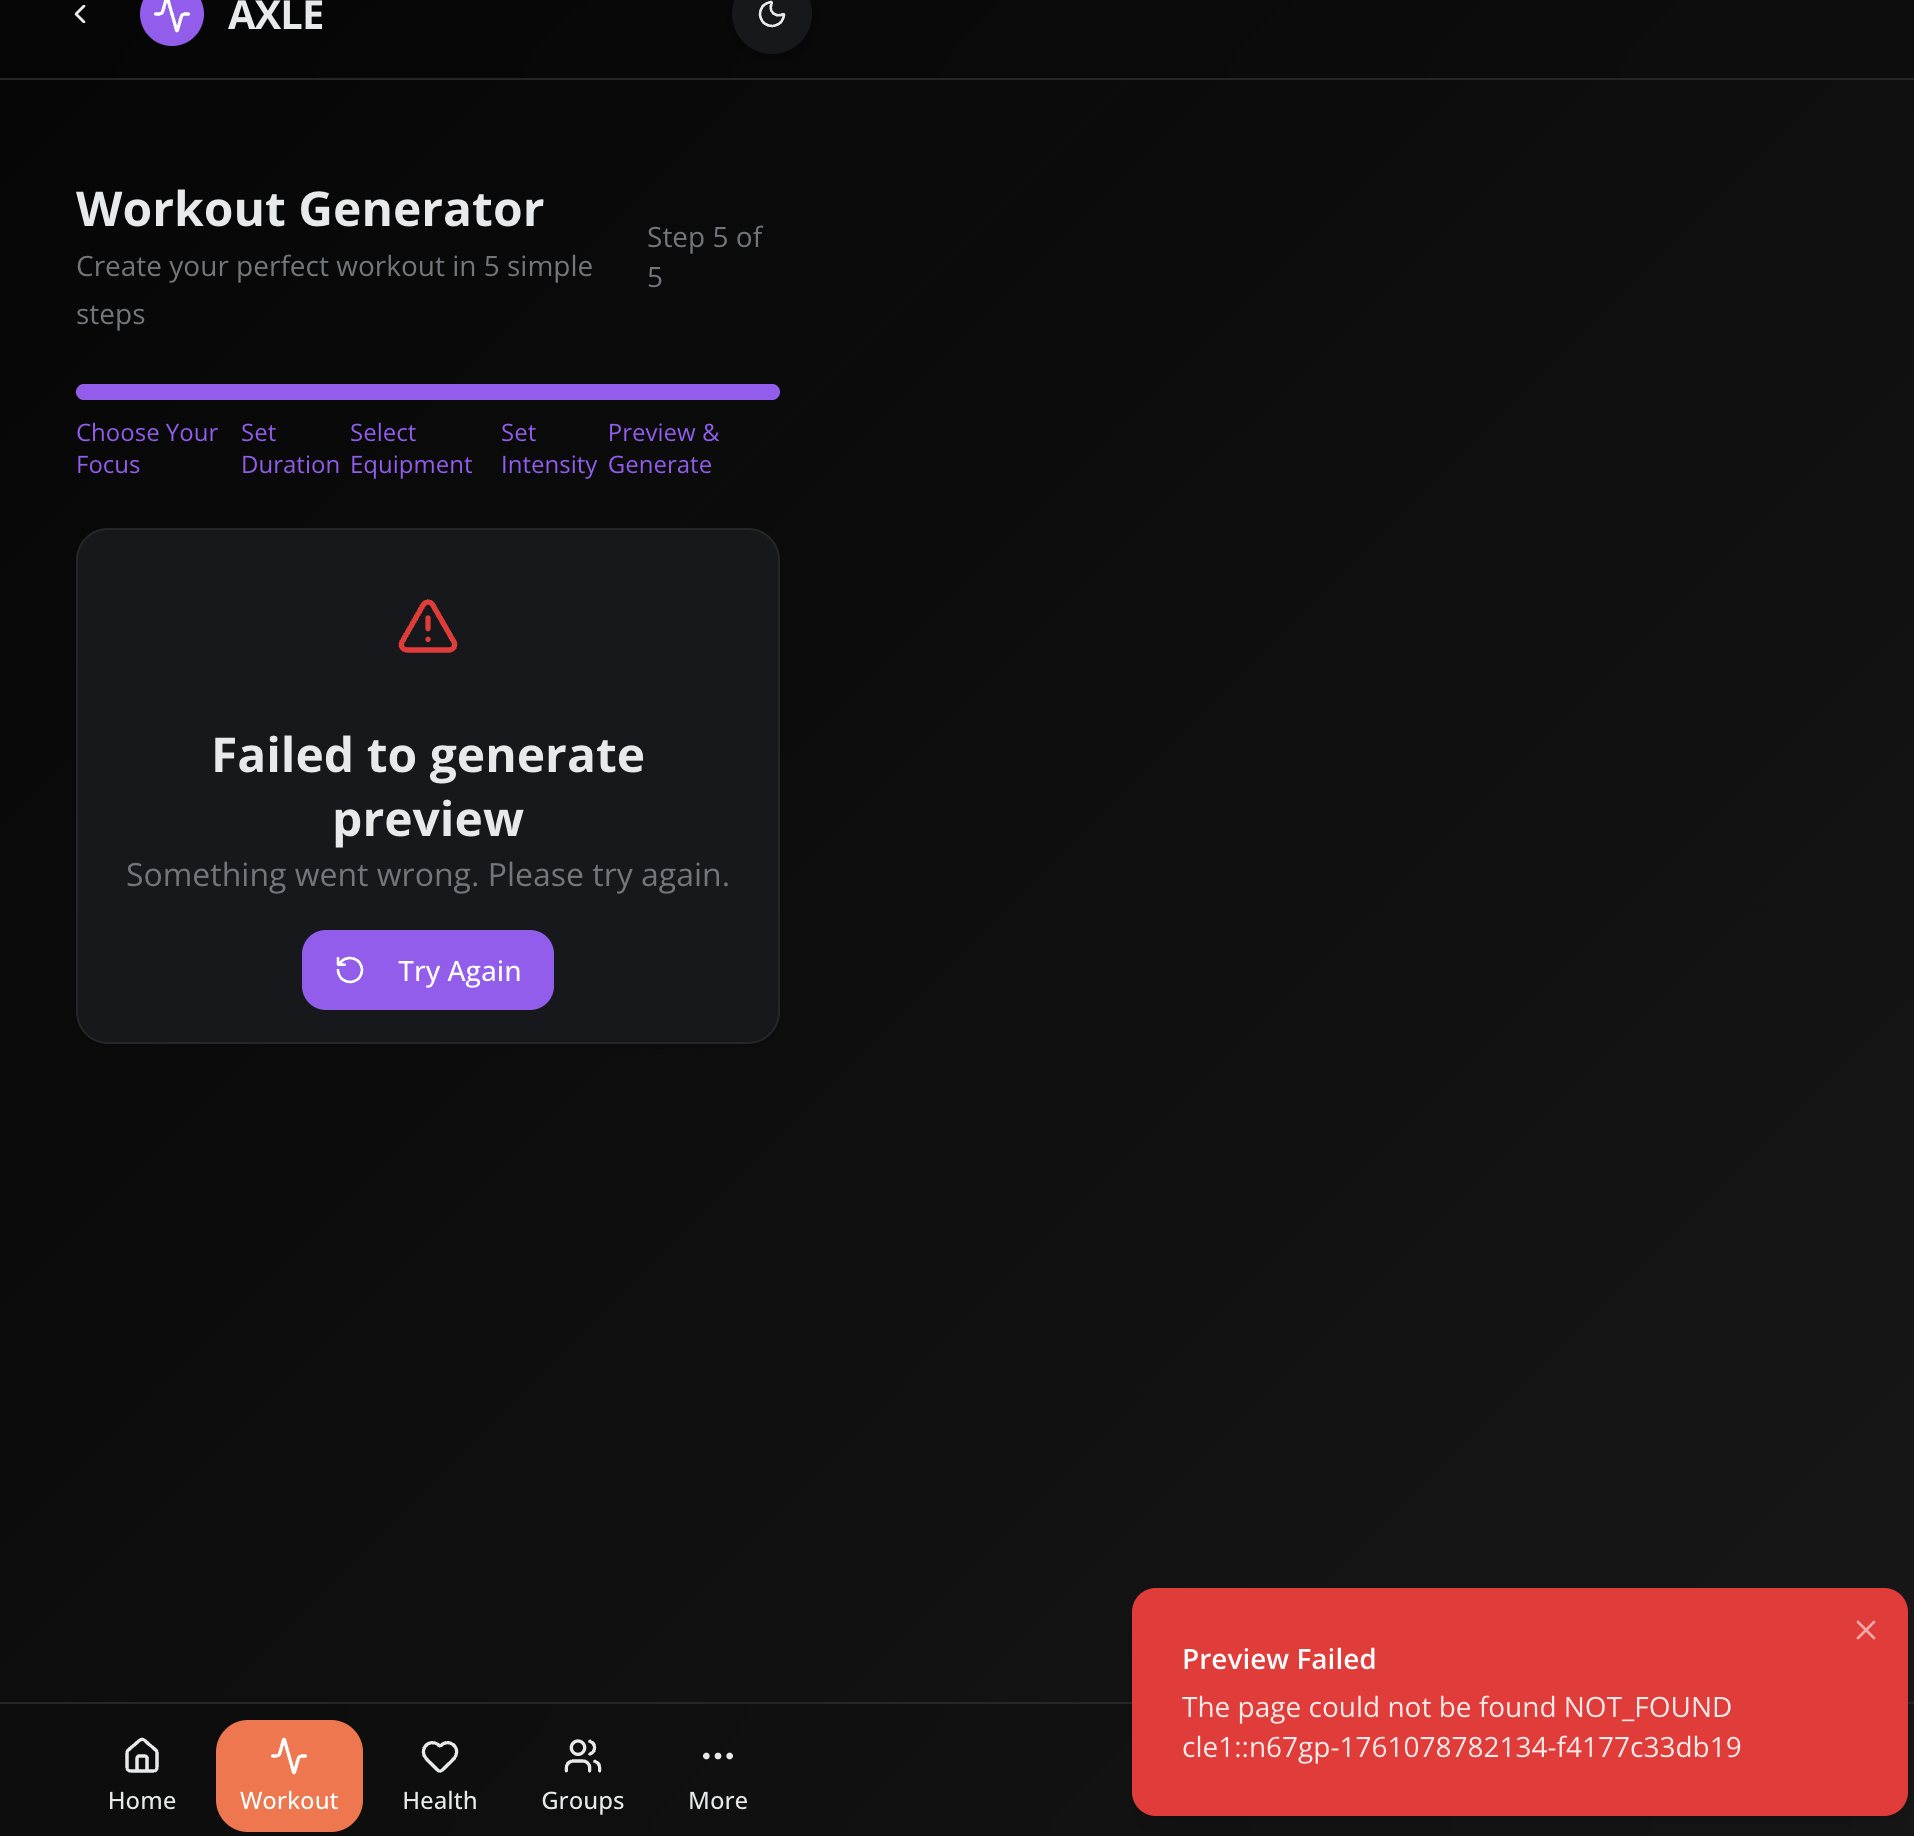 AXLE
Workout Generator
Create your perfect workout in 5 simple
steps
Step 5 of
5
Choose Your
Focus
Set
Duration
Select
Equipment
Set
Intensity
Preview &
Generate
Failed to generate
preview
Something went wrong. Please try again.
Try Again
Preview Failed
The page could not be found NOT_FOUND
cle1::n67gp-1761078782134-f4177c33db19
Home
Workout
Health
Groups
More